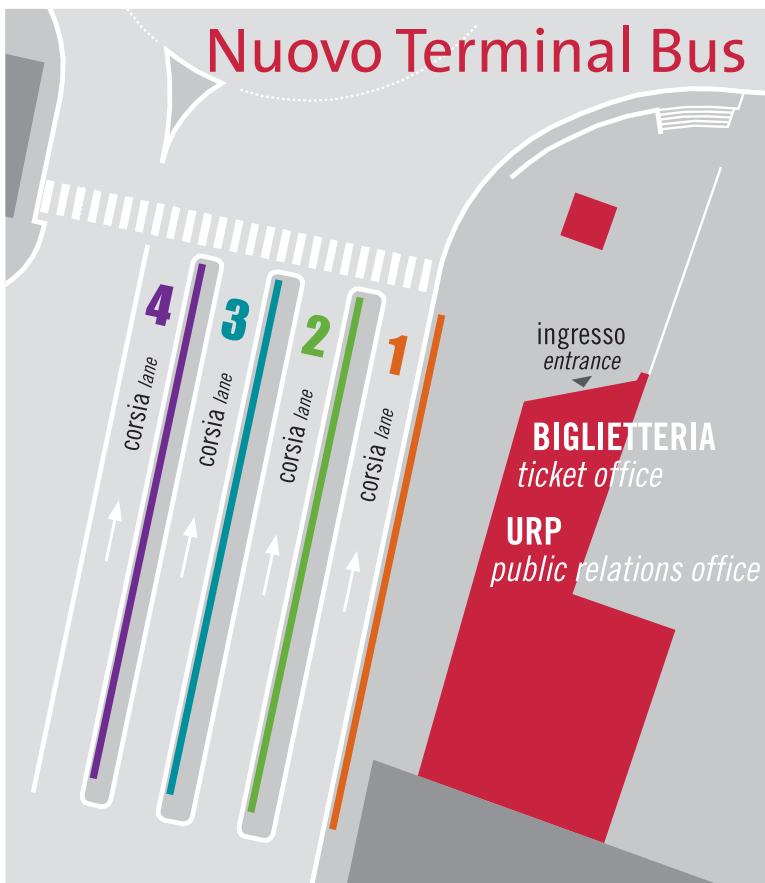 Nuovo Terminal Bus
4
3
2
1
corsia lane
corsia lane
corsia lane
corsia lane
ingresso
entrance
BIGLIETTERIA
ticket office
URP
public relations office